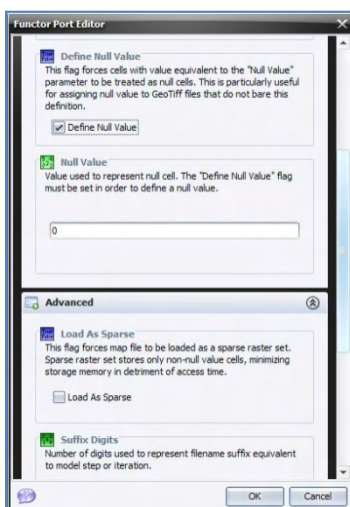 Functor Port Editor
Define Null Value
This flag forces cells with value equivalent to the "Null Value"
parameter to be treated as null cells. This is particularly useful
for assigning null to GeoTiff files that do not bare this
definition.
Define Null Value
Null Value
Value used to represent null cell. The "Define Null Value" flag
must be set in order to define a null value.
0
Advanced
Load As Sparse
This flag forces map file to be loaded as a sparse raster set.
Sparse raster set stores only non-null value cells, minimizing
storage memory in detriment of access time.
Load As Sparse
Suffix Digits
Number of digits used to represent filename suffix equivalent
to model step or iteration.
OK Cancel